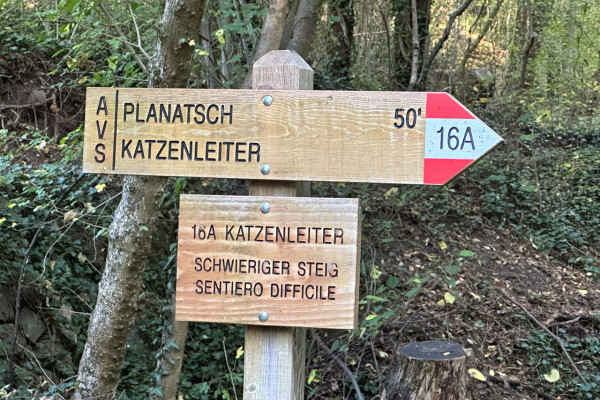 AVS
PLANATSCH 50' 16A
KATZENLEITER
16A KATZENLEITER
SCHWIERIGER STEIG
SENTIERO DIFFICILE